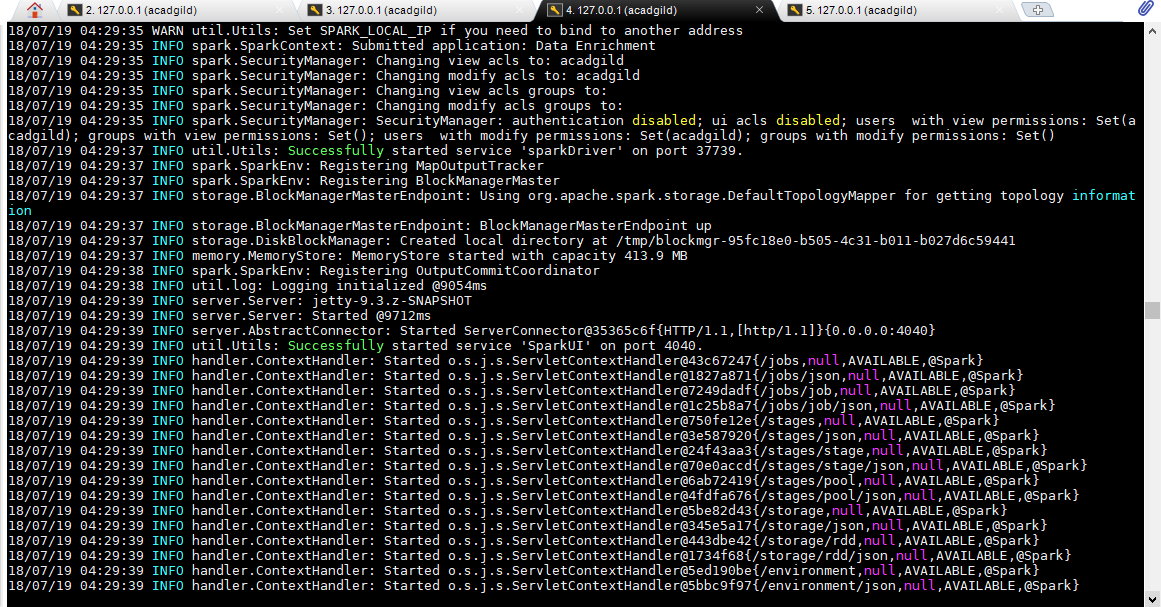 2. 127.0.0.1 (acadgild)
3. 127.0.0.1 (acadgild)
4. 127.0.0.1 (acadgild)
5. 127.0.0.1 (acadgild)
18/07/19 04:29:35 WARN util.Utils: Set SPARK_LOCAL_IP if you need to bind to another address
18/07/19 04:29:35 INFO spark.SparkContext: Submitted application: Data Enrichment
18/07/19 04:29:35 INFO spark.SecurityManager: Changing view acls to: acadgild
18/07/19 04:29:35 INFO spark.SecurityManager: Changing modify acls to: acadgild
18/07/19 04:29:35 INFO spark.SecurityManager: Changing view acls groups to:
18/07/19 04:29:35 INFO spark.SecurityManager: Changing modify acls groups to:
18/07/19 04:29:35 INFO spark.SecurityManager: SecurityManager: authentication disabled; ui acls disabled; users  with view permissions: Set(a
cadgild); groups with view permissions: Set(); users  with modify permissions: Set(acadgild); groups with modify permissions: Set()
18/07/19 04:29:37 INFO util.Utils: Successfully started service 'sparkDriver' on port 37739.
18/07/19 04:29:37 INFO spark.SparkEnv: Registering MapOutputTracker
18/07/19 04:29:37 INFO spark.SparkEnv: Registering BlockManagerMaster
18/07/19 04:29:37 INFO storage.BlockManagerMasterEndpoint: Using org.apache.spark.storage.DefaultTopologyMapper for getting topology informat
ion
18/07/19 04:29:37 INFO storage.BlockManagerMasterEndpoint: BlockManagerMasterEndpoint up
18/07/19 04:29:37 INFO storage.DiskBlockManager: Created local directory at /tmp/blockmgr-95fc18e0-b505-4c31-b011-b027d6c59441
18/07/19 04:29:37 INFO memory.MemoryStore: MemoryStore started with capacity 413.9 MB
18/07/19 04:29:38 INFO spark.SparkEnv: Registering OutputCommitCoordinator
18/07/19 04:29:38 INFO util.log: Logging initialized @9054ms
18/07/19 04:29:39 INFO server.Server: jetty-9.3.z-SNAPSHOT
18/07/19 04:29:39 INFO server.Server: Started @9712ms
18/07/19 04:29:39 INFO server.AbstractConnector: Started ServerConnector@35365c6f{HTTP/1.1,[http/1.1]}{0.0.0.0:4040}
18/07/19 04:29:39 INFO util.Utils: Successfully started service 'SparkUI' on port 4040.
18/07/19 04:29:39 INFO handler.ContextHandler: Started o.s.j.s.ServletContextHandler@43c67247{/jobs,null,AVAILABLE,@Spark}
18/07/19 04:29:39 INFO handler.ContextHandler: Started o.s.j.s.ServletContextHandler@1827a871{/jobs/json,null,AVAILABLE,@Spark}
18/07/19 04:29:39 INFO handler.ContextHandler: Started o.s.j.s.ServletContextHandler@7249dadf{/jobs/job,null,AVAILABLE,@Spark}
18/07/19 04:29:39 INFO handler.ContextHandler: Started o.s.j.s.ServletContextHandler@1c25b8a7{/jobs/job/json,null,AVAILABLE,@Spark}
18/07/19 04:29:39 INFO handler.ContextHandler: Started o.s.j.s.ServletContextHandler@750fe12e{/stages,null,AVAILABLE,@Spark}
18/07/19 04:29:39 INFO handler.ContextHandler: Started o.s.j.s.ServletContextHandler@3e587920{/stages/json,null,AVAILABLE,@Spark}
18/07/19 04:29:39 INFO handler.ContextHandler: Started o.s.j.s.ServletContextHandler@24f43aa3{/stages/stage,null,AVAILABLE,@Spark}
18/07/19 04:29:39 INFO handler.ContextHandler: Started o.s.j.s.ServletContextHandler@70e0accd{/stages/stage/json,null,AVAILABLE,@Spark}
18/07/19 04:29:39 INFO handler.ContextHandler: Started o.s.j.s.ServletContextHandler@6ab72419{/stages/pool,null,AVAILABLE,@Spark}
18/07/19 04:29:39 INFO handler.ContextHandler: Started o.s.j.s.ServletContextHandler@4fdfa676{/stages/pool/json,null,AVAILABLE,@Spark}
18/07/19 04:29:39 INFO handler.ContextHandler: Started o.s.j.s.ServletContextHandler@5be82d43{/storage,null,AVAILABLE,@Spark}
18/07/19 04:29:39 INFO handler.ContextHandler: Started o.s.j.s.ServletContextHandler@345e5a17{/storage/json,null,AVAILABLE,@Spark}
18/07/19 04:29:39 INFO handler.ContextHandler: Started o.s.j.s.ServletContextHandler@443dbe42{/storage/rdd,null,AVAILABLE,@Spark}
18/07/19 04:29:39 INFO handler.ContextHandler: Started o.s.j.s.ServletContextHandler@1734f68{/storage/rdd/json,null,AVAILABLE,@Spark}
18/07/19 04:29:39 INFO handler.ContextHandler: Started o.s.j.s.ServletContextHandler@5ed190be{/environment,null,AVAILABLE,@Spark}
18/07/19 04:29:39 INFO handler.ContextHandler: Started o.s.j.s.ServletContextHandler@5bbc9f97{/environment/json,null,AVAILABLE,@Spark}